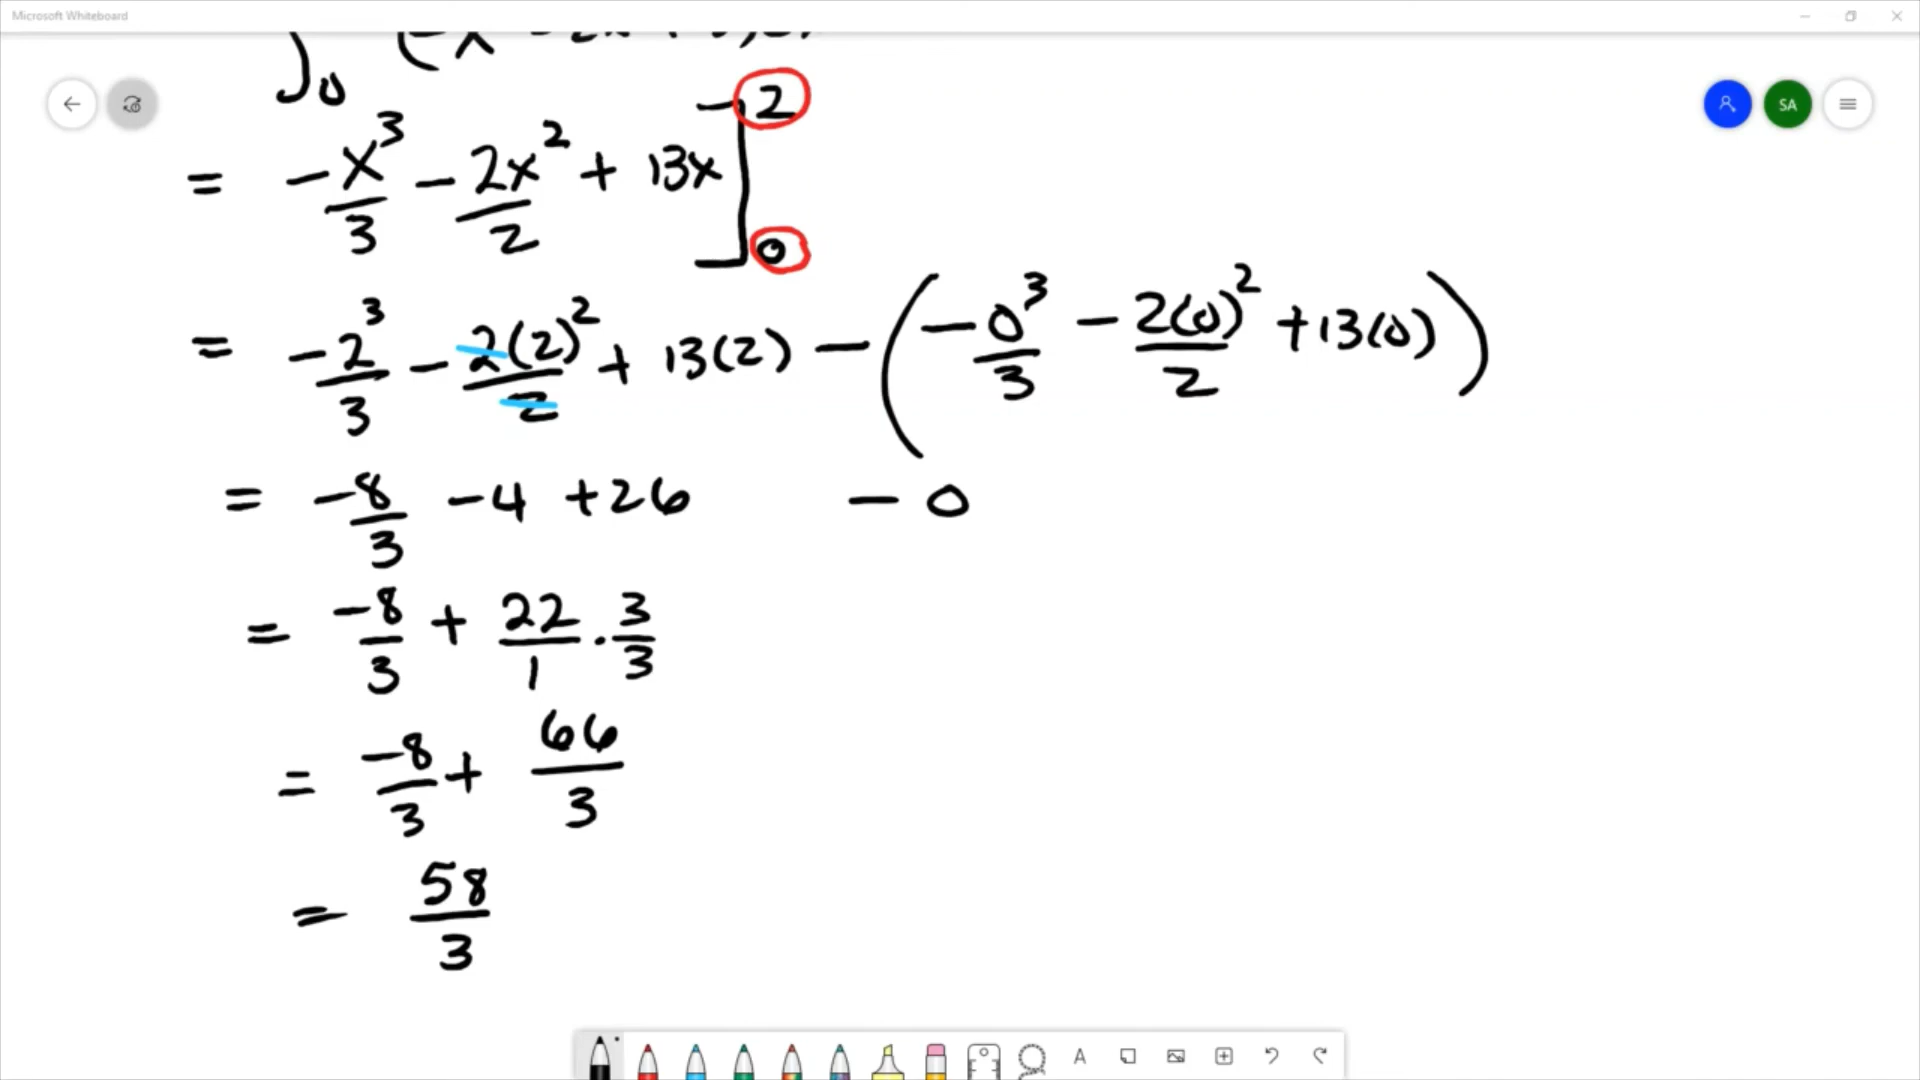 Microsoft Whiteboard
SA
∫₀
= -x³/3 - 2x²/2 + 13x ]₀²
= -2³/3 - 2(2)²/2 + 13(2) - (-0³/3 - 2(0)²/2 + 13(0))
= -8/3 - 4 + 26 - 0
= -8/3 + 22/1 · 3/3
= -8/3 + 66/3
= 58/3
A